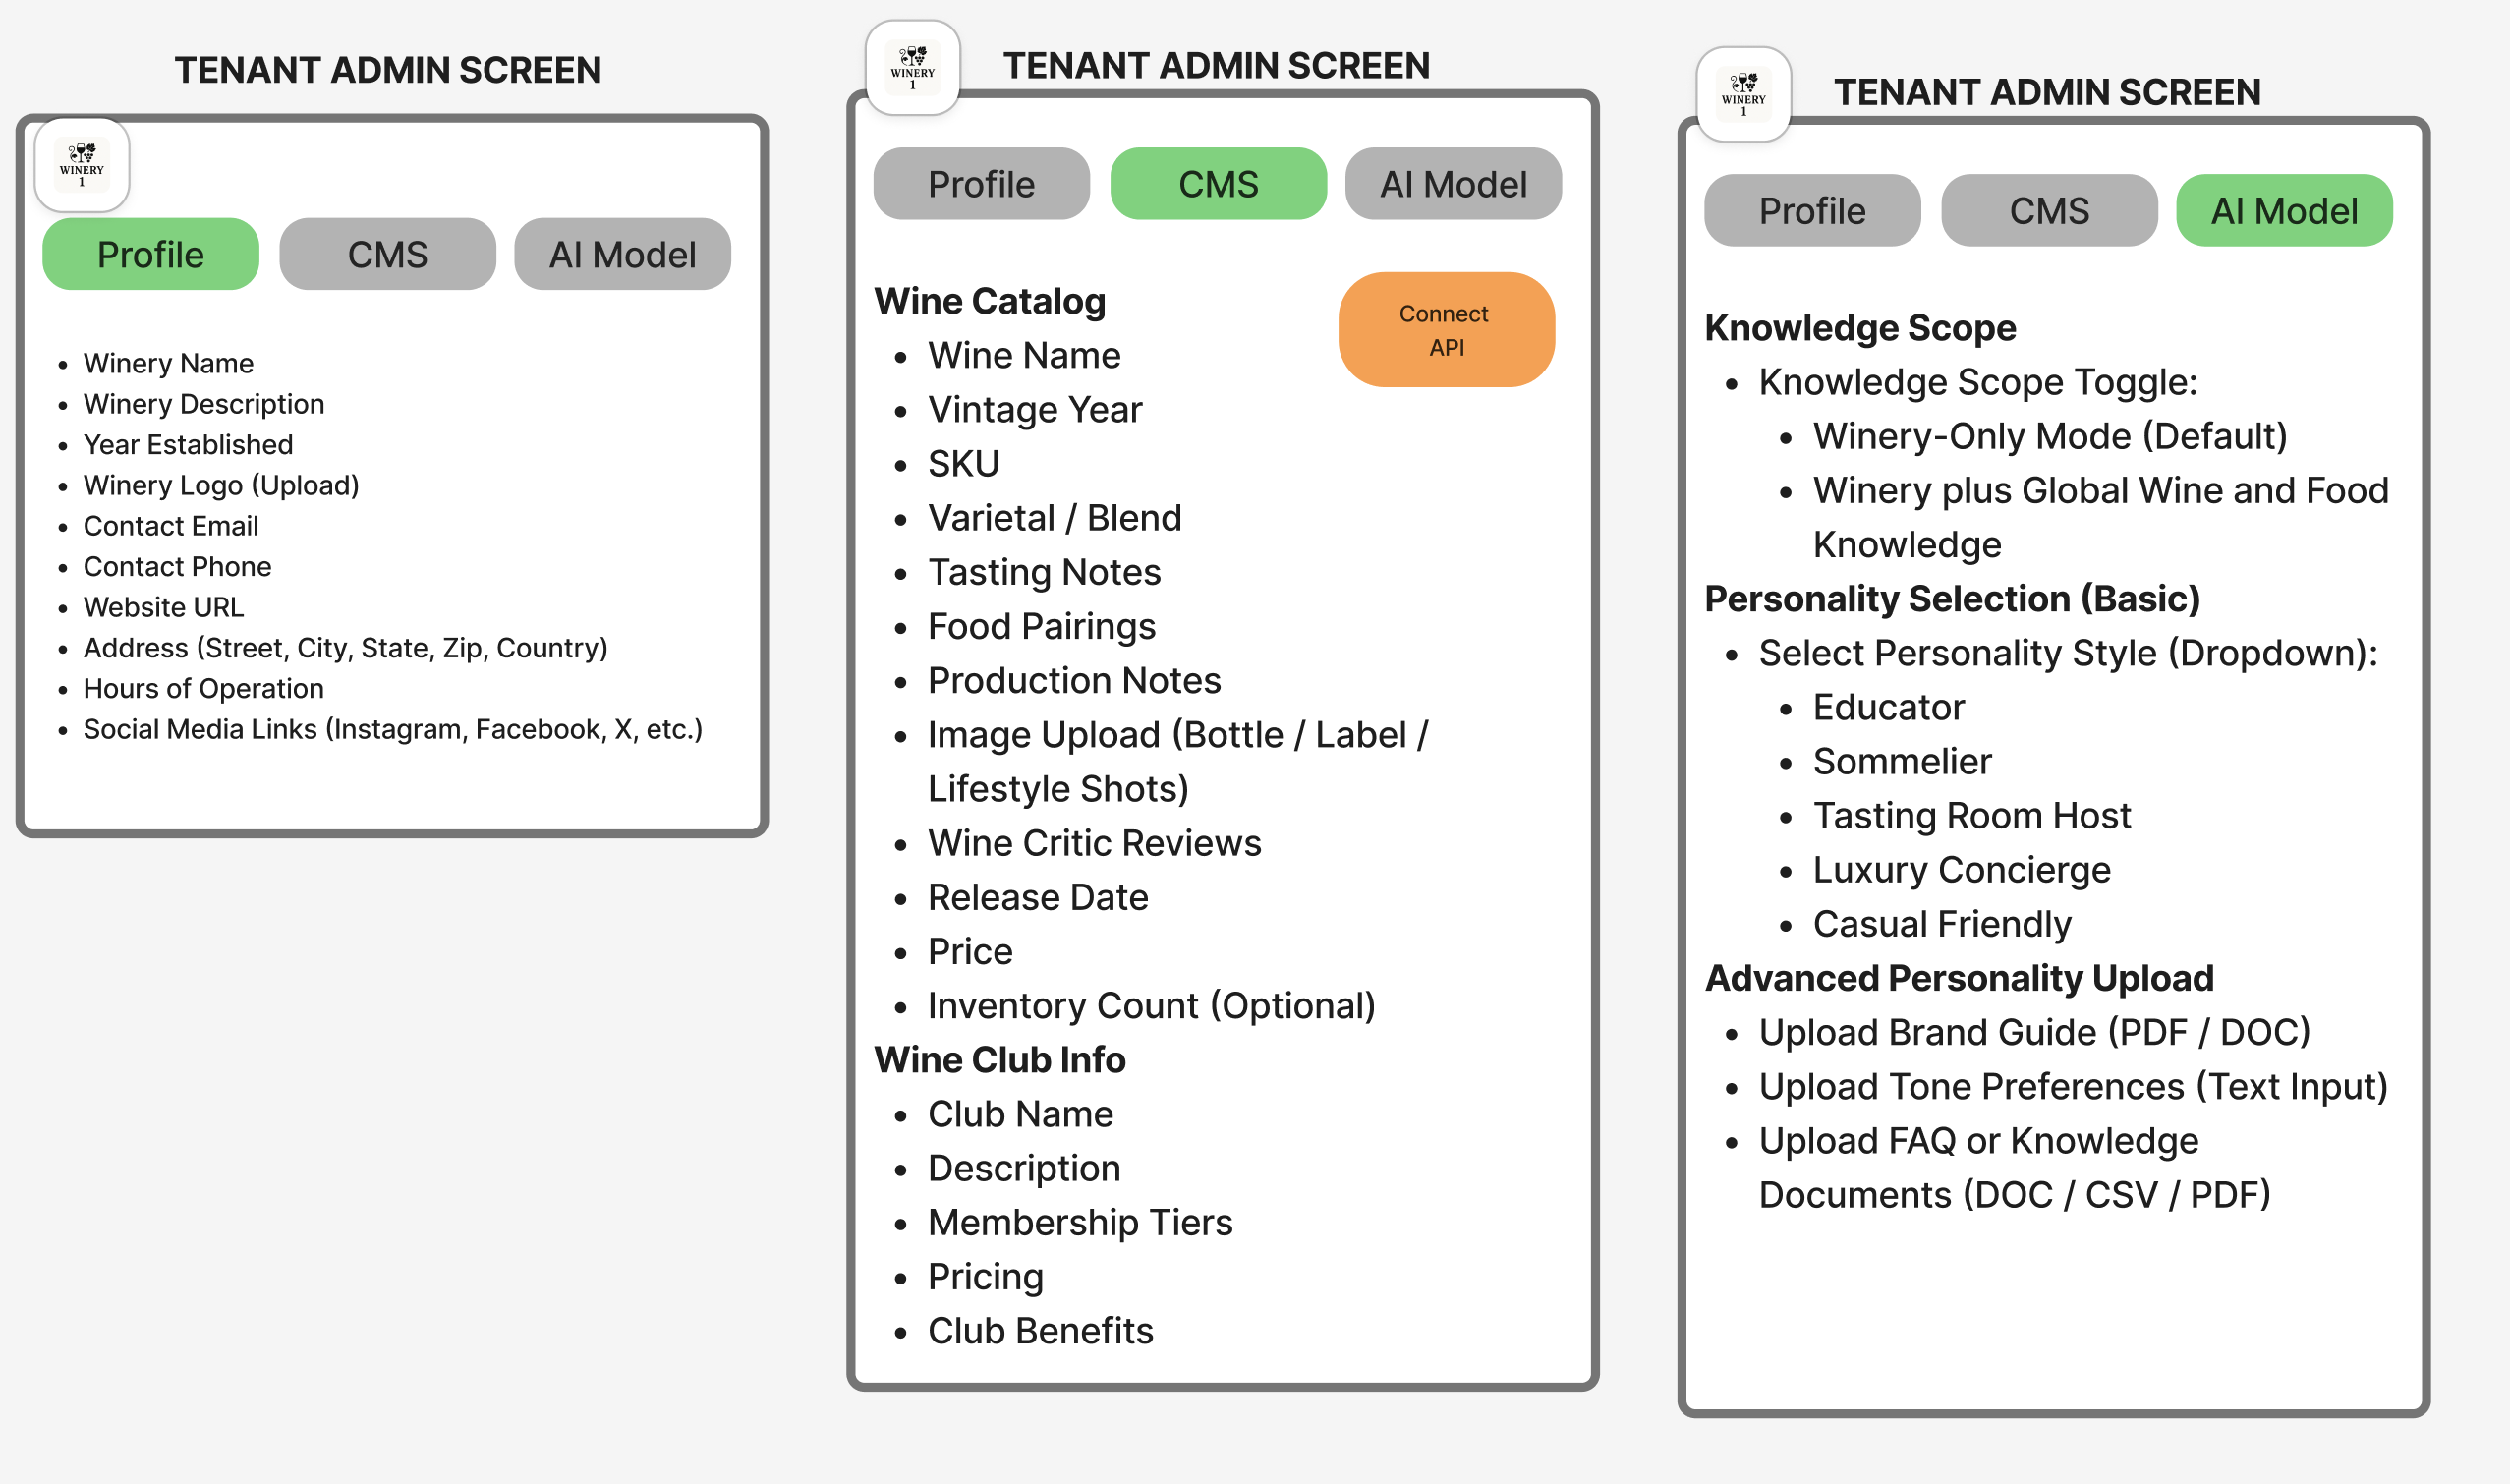 TENANT ADMIN SCREEN
WINERY
1
Profile
CMS
AI Model
Winery Name
Winery Description
Year Established
Winery Logo (Upload)
Contact Email
Contact Phone
Website URL
Address (Street, City, State, Zip, Country)
Hours of Operation
Social Media Links (Instagram, Facebook, X, etc.)
WINERY
1
TENANT ADMIN SCREEN
Profile
CMS
AI Model
Connect
API
Wine Catalog
Wine Name
Vintage Year
SKU
Varietal / Blend
Tasting Notes
Food Pairings
Production Notes
Image Upload (Bottle / Label /
Lifestyle Shots)
Wine Critic Reviews
Release Date
Price
Inventory Count (Optional)
Wine Club Info
Club Name
Description
Membership Tiers
Pricing
Club Benefits
WINERY
1
TENANT ADMIN SCREEN
Profile
CMS
AI Model
Knowledge Scope
Knowledge Scope Toggle:
Winery-Only Mode (Default)
Winery plus Global Wine and Food
Knowledge
Personality Selection (Basic)
Select Personality Style (Dropdown):
Educator
Sommelier
Tasting Room Host
Luxury Concierge
Casual Friendly
Advanced Personality Upload
Upload Brand Guide (PDF / DOC)
Upload Tone Preferences (Text Input)
Upload FAQ or Knowledge
Documents (DOC / CSV / PDF)